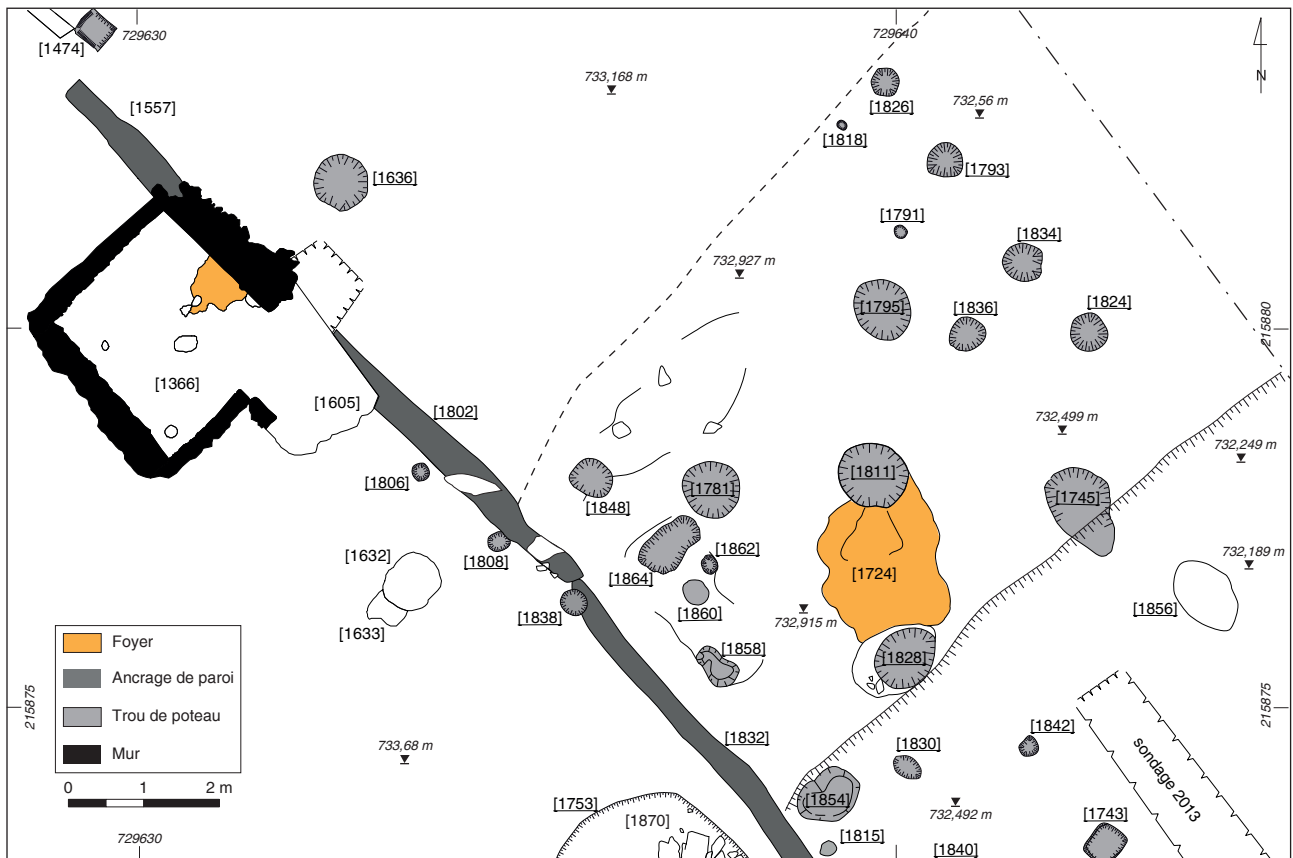 [1474]
729630
729640
[1557]
733,168 m
[1826]
732,56 m
N
[1818]
[1793]
[1636]
[1791]
[1834]
732,927 m
[1795]
[1836]
[1824]
215880
[1366]
[1605]
[1802]
732,499 m
732,249 m
[1806]
[1811]
[1781]
[1745]
[1848]
[1632]
[1808]
[1862]
732,189 m
[1864]
[1724]
[1633]
[1838]
[1860]
732,915 m
[1856]
[1858]
[1828]
Foyer
Ancrage de paroi
Trou de poteau
Mur
0 1 2 m
215875
215875
733,68 m
[1832]
[1830]
[1842]
sondage 2013
[1753]
[1870]
[1854]
732,492 m
[1743]
729630
[1815]
[1840]